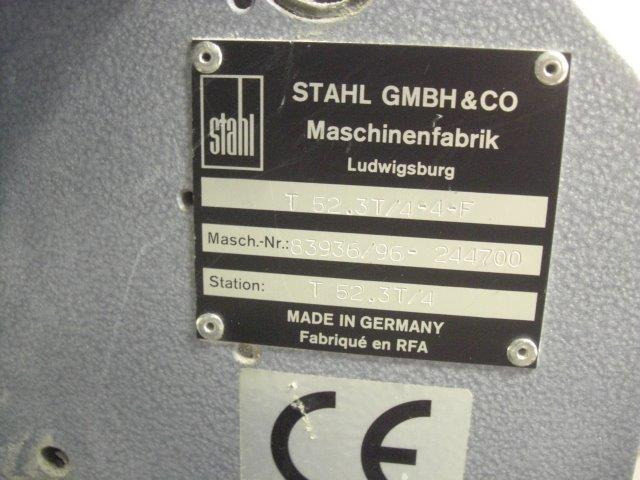 stahl
STAHL GMBH & CO
Maschinenfabrik
Ludwigsburg
T 52.3T/4-4-F
Masch.-Nr.: 83936/96- 244700
Station: T 52.3T/4
MADE IN GERMANY
Fabriqué en RFA
CE